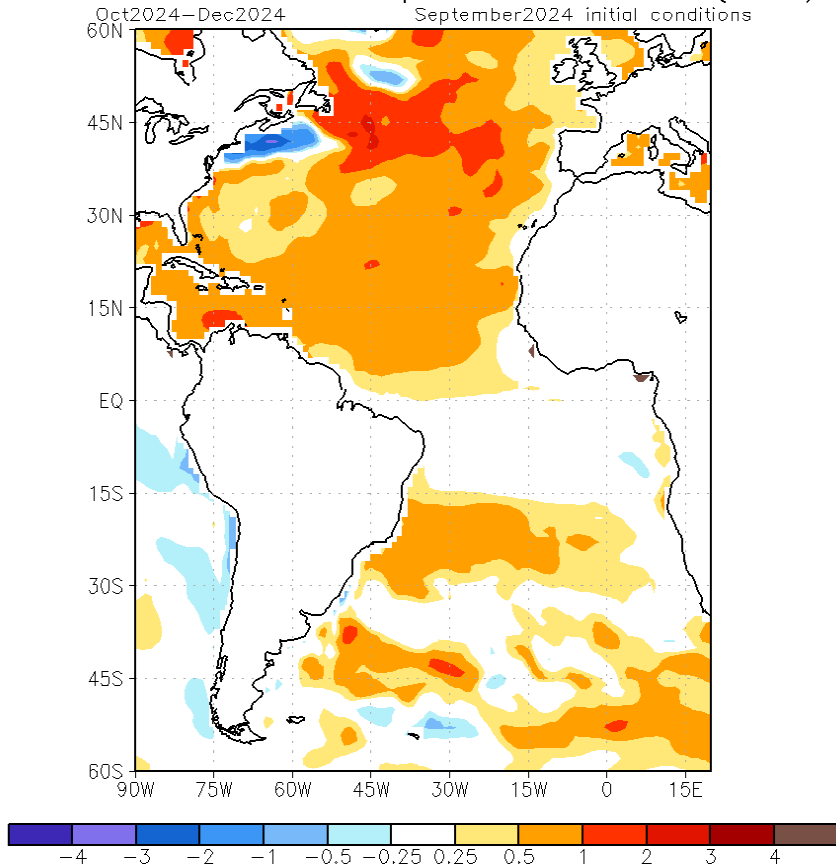 Oct2024–Dec2024 September2024 initial conditions
60N
45N
30N
15N
EQ
15S
30S
45S
60S
90W 75W 60W 45W 30W 15W 0 15E
−4 −3 −2 −1 −0.5 −0.25 0.25 0.5 1 2 3 4